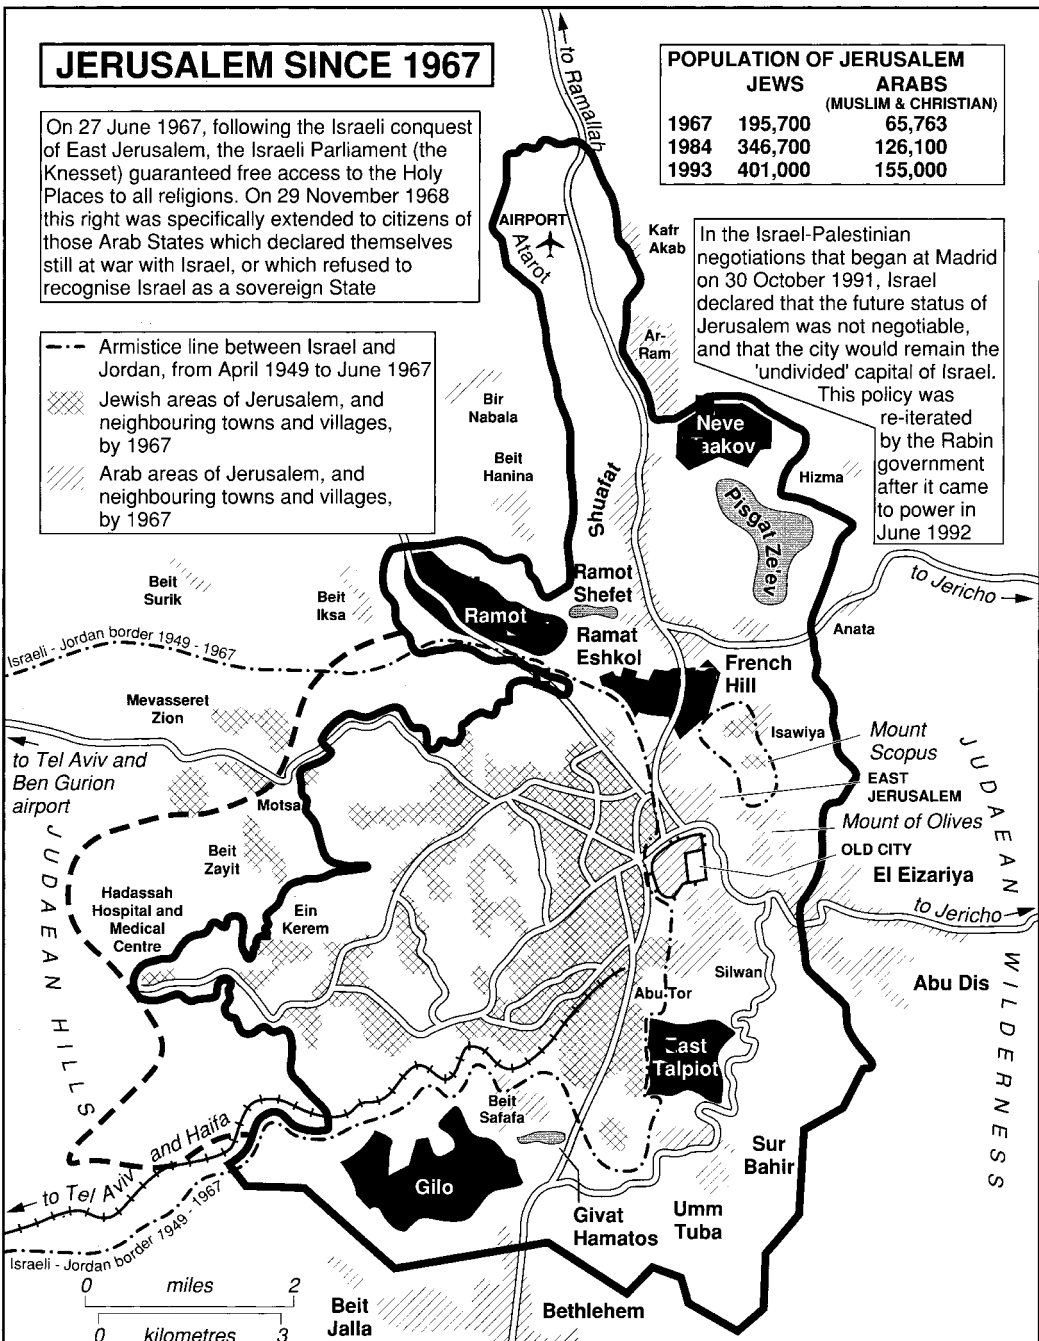 JERUSALEM SINCE 1967
On 27 June 1967, following the Israeli conquest
of East Jerusalem, the Israeli Parliament (the
Knesset) guaranteed free access to the Holy
Places to all religions. On 29 November 1968
this right was specifically extended to citizens of
those Arab States which declared themselves
still at war with Israel, or which refused to
recognise Israel as a sovereign State
Armistice line between Israel and
Jordan, from April 1949 to June 1967
Jewish areas of Jerusalem, and
neighbouring towns and villages,
by 1967
Arab areas of Jerusalem, and
neighbouring towns and villages,
by 1967
POPULATION OF JERUSALEM
JEWS ARABS
(MUSLIM & CHRISTIAN)
1967 195,700 65,763
1984 346,700 126,100
1993 401,000 155,000
In the Israel-Palestinian
negotiations that began at Madrid
on 30 October 1991, Israel
declared that the future status of
Jerusalem was not negotiable,
and that the city would remain the
'undivided' capital of Israel.
This policy was
re-iterated
by the Rabin
government
after it came
to power in
June 1992
to Ramallah
AIRPORT
Atarot
Kafr
Akab
Ar-
Ram
Bir
Nabala
Beit
Hanina
Neve
Yaakov
Hizma
Shuafat
Pisgat Ze'ev
Beit
Surik
Beit
Iksa
Ramot
Ramot
Shefet
Ramat
Eshkol
to Jericho
Anata
French
Hill
Israeli - Jordan border 1949 - 1967
Mevasseret
Zion
Isawiya
Mount
Scopus
to Tel Aviv and
Ben Gurion
airport
Motsa
EAST
JERUSALEM
Mount of Olives
OLD CITY
El Eizariya
to Jericho
Beit
Zayit
Hadassah
Hospital and
Medical
Centre
Ein
Kerem
JUDAEAN HILLS
JUDAEAN WILDERNESS
Silwan
Abu Dis
Abu Tor
East
Talpiot
Beit
Safafa
Sur
Bahir
Gilo
Givat
Hamatos
Umm
Tuba
to Tel Aviv and Haifa
Israeli - Jordan border 1949 - 1967
0 miles 2
0 kilometres 3
Beit
Jalla
Bethlehem